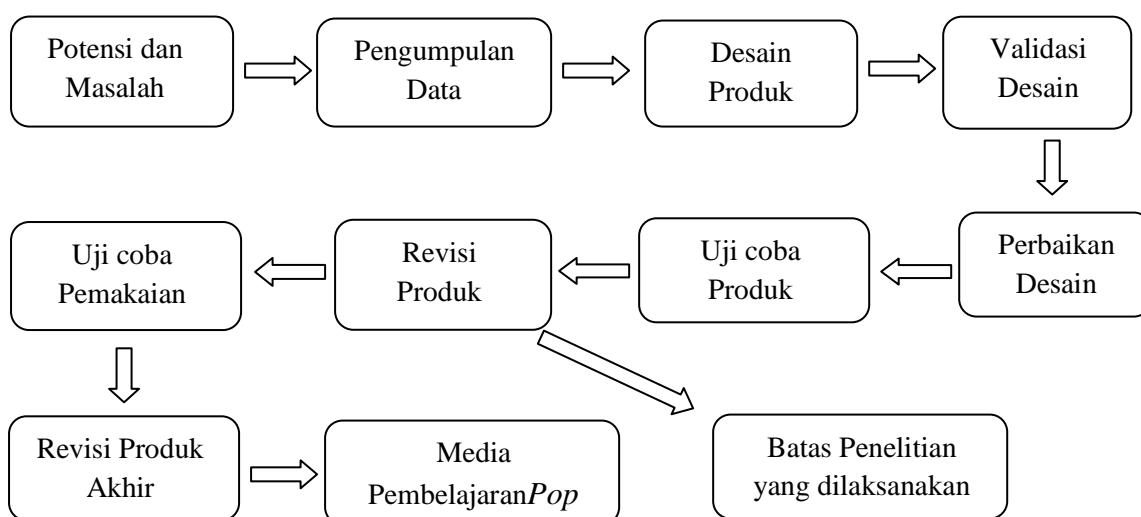 Potensi dan
Masalah
Pengumpulan
Data
Desain
Produk
Validasi
Desain
Uji coba
Pemakaian
Revisi
Produk
Uji coba
Produk
Perbaikan
Desain
Revisi Produk
Akhir
Media
PembelajaranPop
Batas Penelitian
yang dilaksanakan